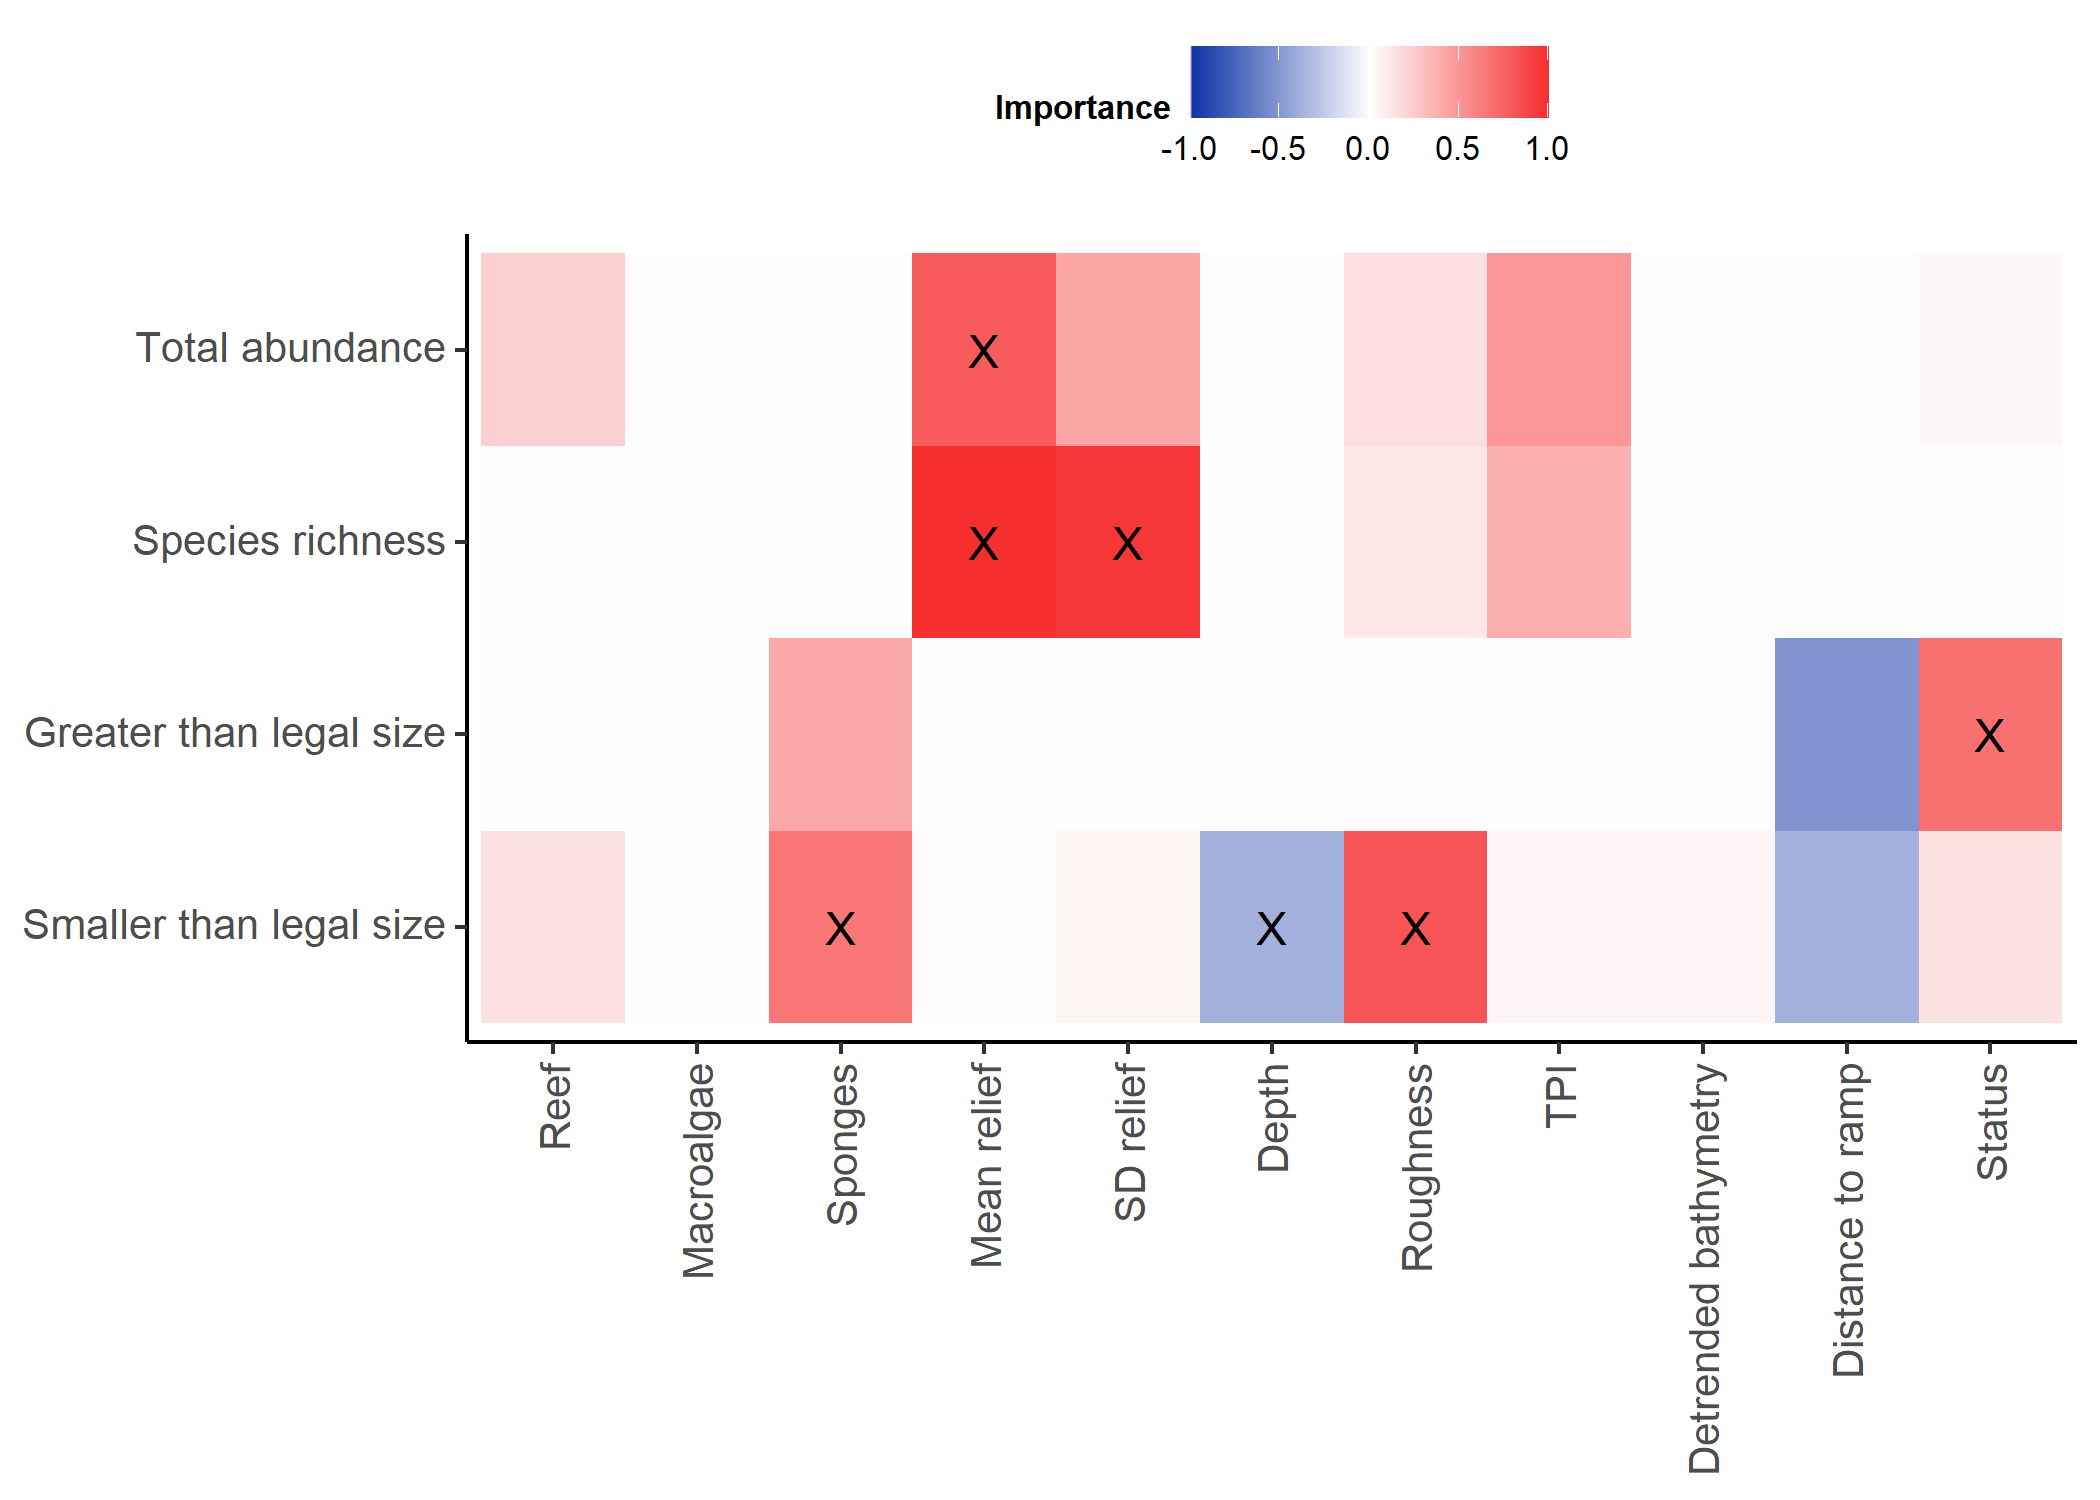 Importance
-1.0 -0.5 0.0 0.5 1.0
Total abundance
X
Species richness
X X
Greater than legal size
X
Smaller than legal size
X X X
Reef
Macroalgae
Sponges
Mean relief
SD relief
Depth
Roughness
TPI
Detrended bathymetry
Distance to ramp
Status